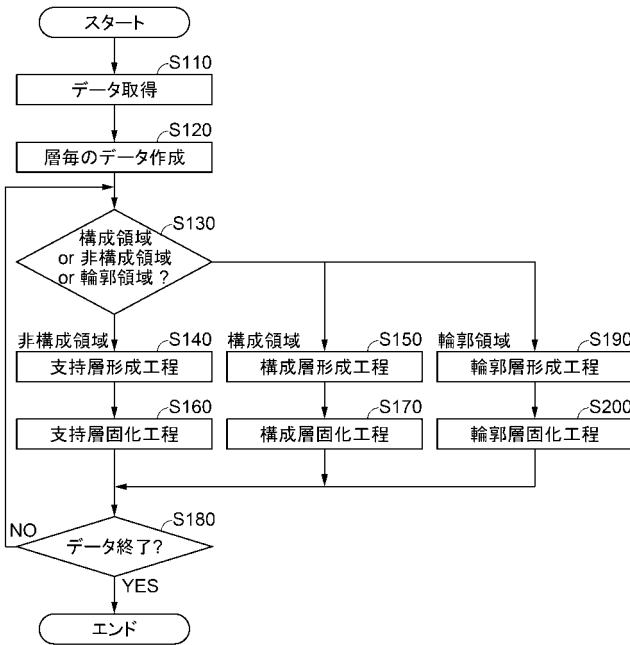 スタート
S110
データ取得
S120
層毎のデータ作成
S130
構成領域
or 非構成領域
or 輪郭領域 ?
非構成領域
S140
支持層形成工程
構成領域
S150
構成層形成工程
輪郭領域
S190
輪郭層形成工程
S160
支持層固化工程
S170
構成層固化工程
S200
輪郭層固化工程
S180
NO
データ終了?
YES
エンド